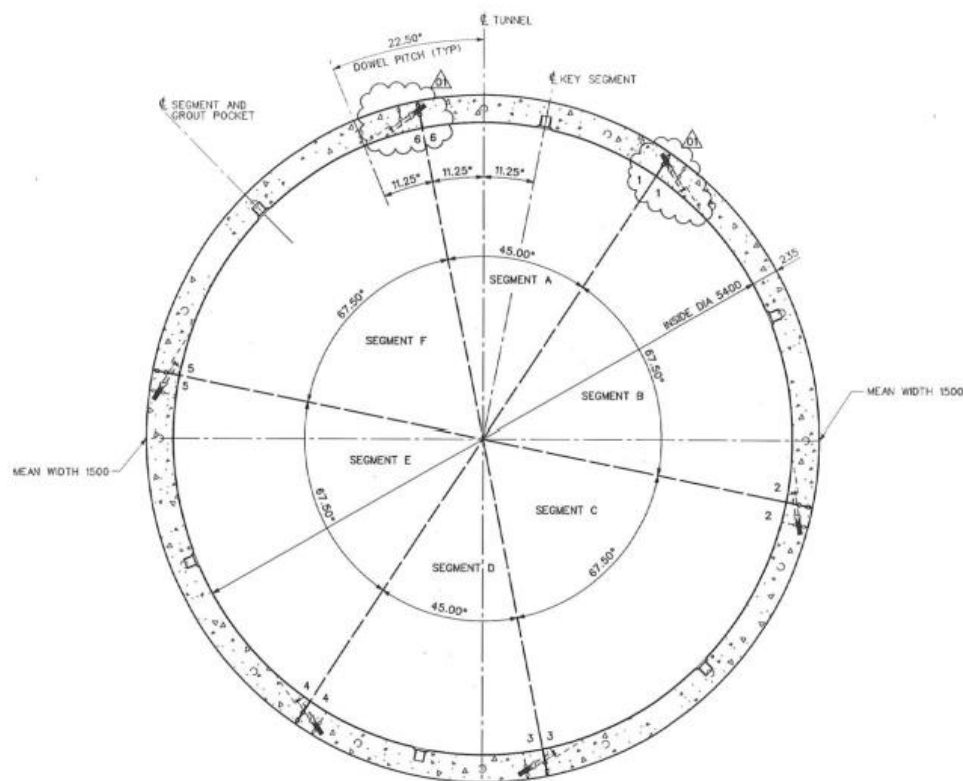 ℄ TUNNEL
22.50°
DOWEL PITCH (TYP)
D1
℄ KEY SEGMENT
℄ SEGMENT AND
GROUT POCKET
D1
6 6
11.25° 11.25° 11.25°
1
1
45.00°
SEGMENT A
235
INSIDE DIA 5400
67.50°
SEGMENT F
67.50°
SEGMENT B
5
5
MEAN WIDTH 1500
MEAN WIDTH 1500
SEGMENT E
2
2
SEGMENT C
67.50°
SEGMENT D
67.50°
45.00°
4
4
3 3